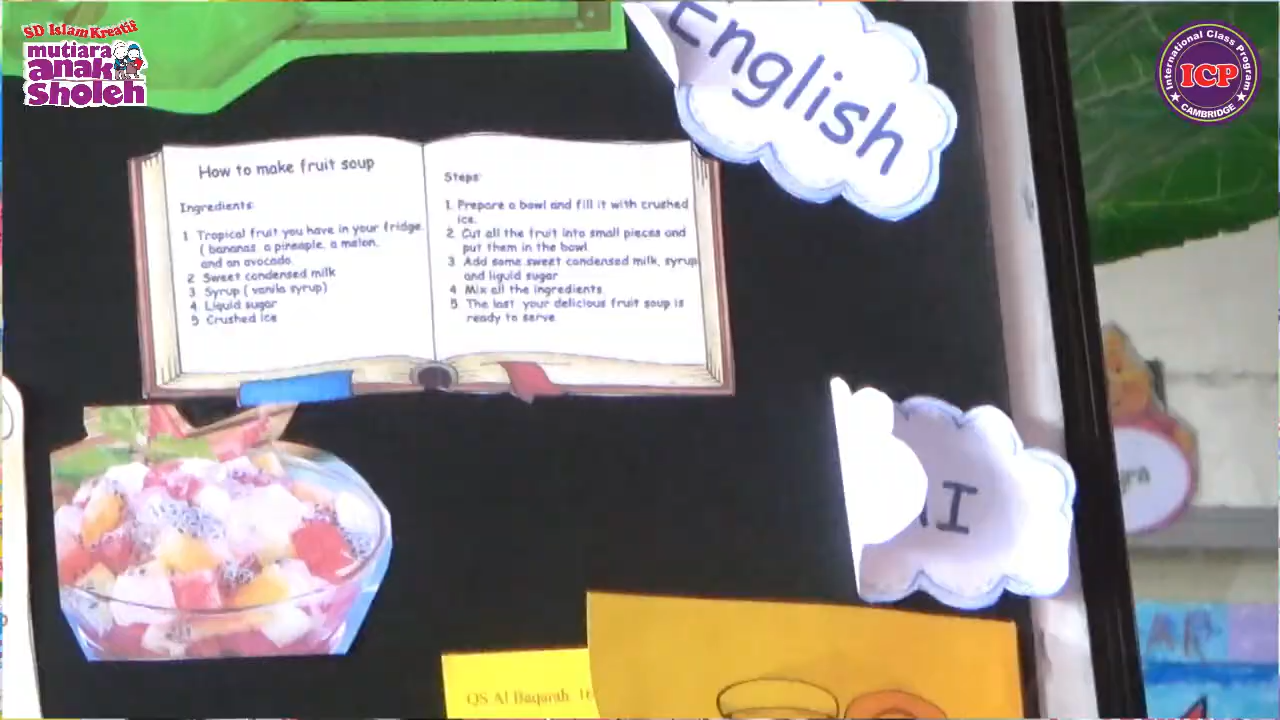 SD Islam Kreatif
mutiara
anak
Sholeh
International Class Program
ICP
CAMBRIDGE
English
How to make fruit soup
Ingredients:
1 Tropical fruit you have in your fridge.
( bananas, a pineaple, a melon,
and an avocado.
2 Sweet condensed milk
3 Syrup ( vanila syrup)
4 Liquid sugar
5 Crushed ice
Steps:
1. Prepare a bowl and fill it with crushed
ice.
2. Cut all the fruit into small pieces and
put them in the bowl.
3. Add some sweet condensed milk, syrup
and liquid sugar
4 Mix all the ingredients.
5 The last your delicious fruit soup is
ready to serve
QS Al Baqarah